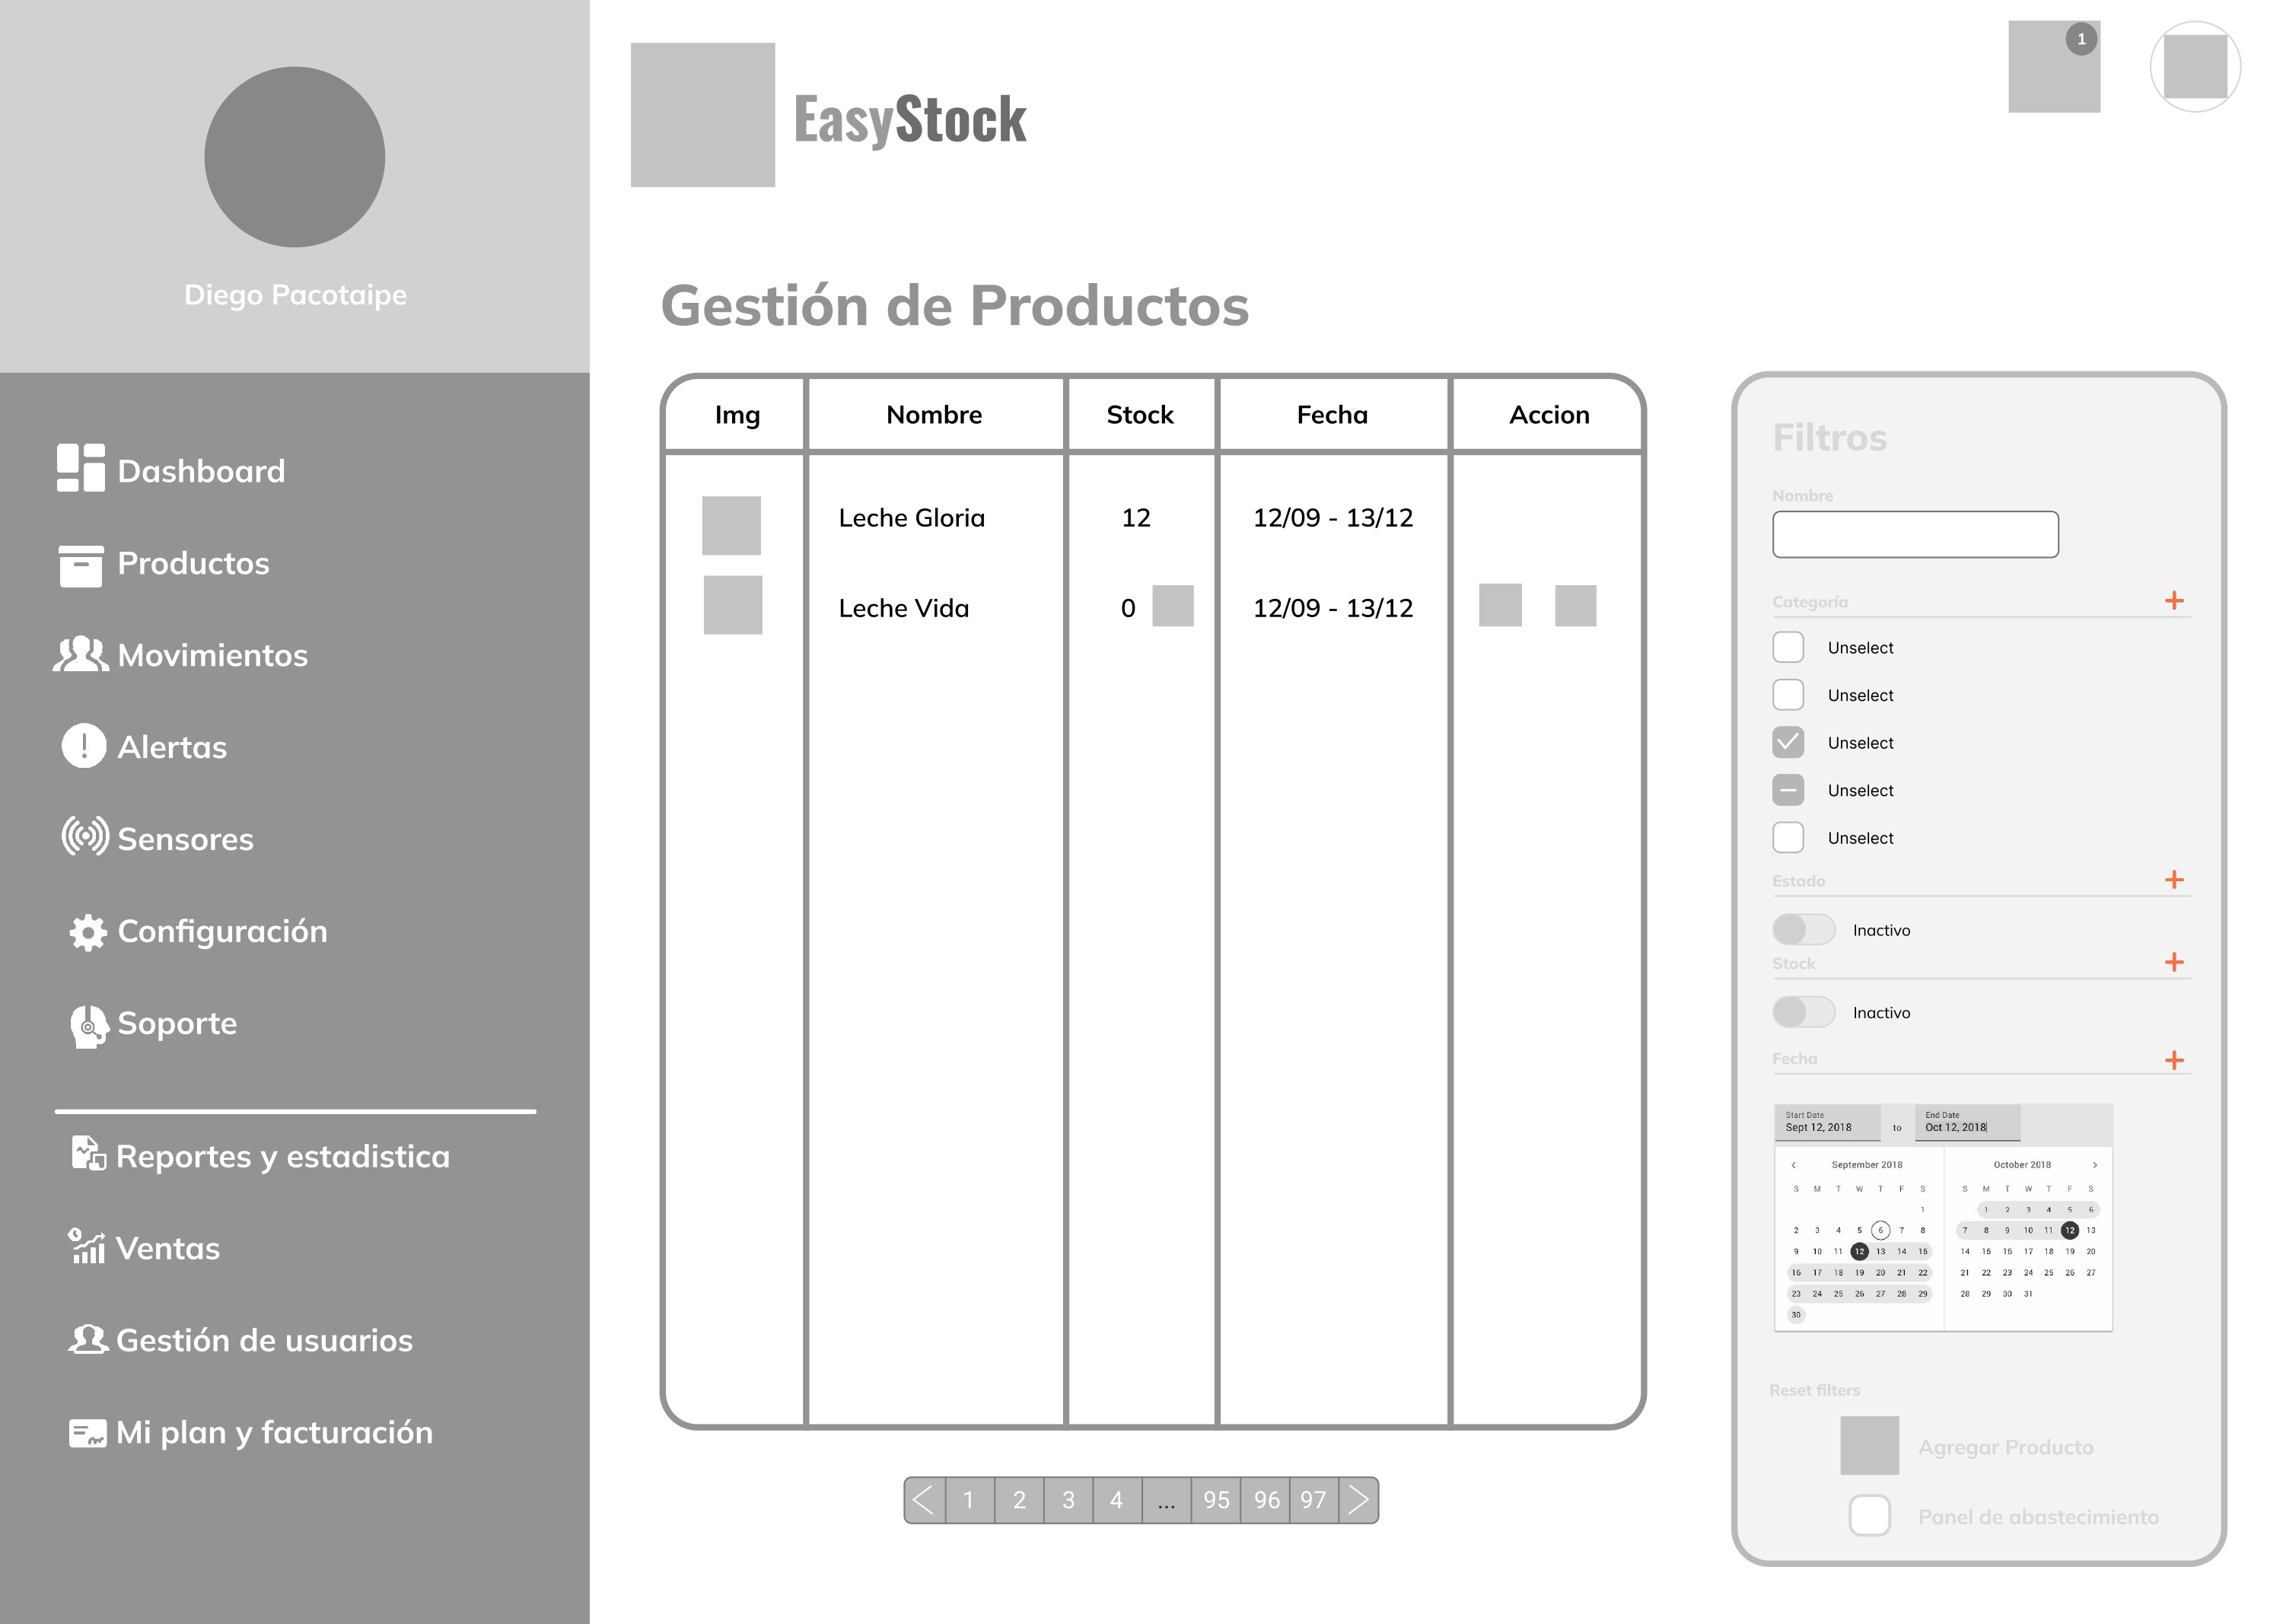 Diego Pacotaipe
Dashboard
Productos
Movimientos
Alertas
Sensores
Configuración
Soporte
Reportes y estadistica
Ventas
Gestión de usuarios
Mi plan y facturación
EasyStock
1
Gestión de Productos
Img Nombre Stock Fecha Accion
Leche Gloria 12 12/09 - 13/12
Leche Vida 0 12/09 - 13/12
1 2 3 4 ... 95 96 97
Filtros
Nombre
Categoría
Unselect
Unselect
Unselect
Unselect
Unselect
Estado
Inactivo
Stock
Inactivo
Fecha
Start Date
Sept 12, 2018
to
End Date
Oct 12, 2018
September 2018
S M T W T F S
1
2 3 4 5 6 7 8
9 10 11 12 13 14 15
16 17 18 19 20 21 22
23 24 25 26 27 28 29
30
October 2018
S M T W T F S
1 2 3 4 5 6
7 8 9 10 11 12 13
14 15 16 17 18 19 20
21 22 23 24 25 26 27
28 29 30 31
Reset filters
Agregar Producto
Panel de abastecimiento